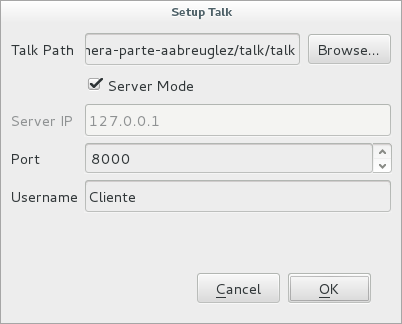 Setup Talk
Talk Path nera-parte-aabreuglez/talk/talk Browse...
Server Mode
Server IP 127.0.0.1
Port 8000
Username Cliente
Cancel OK